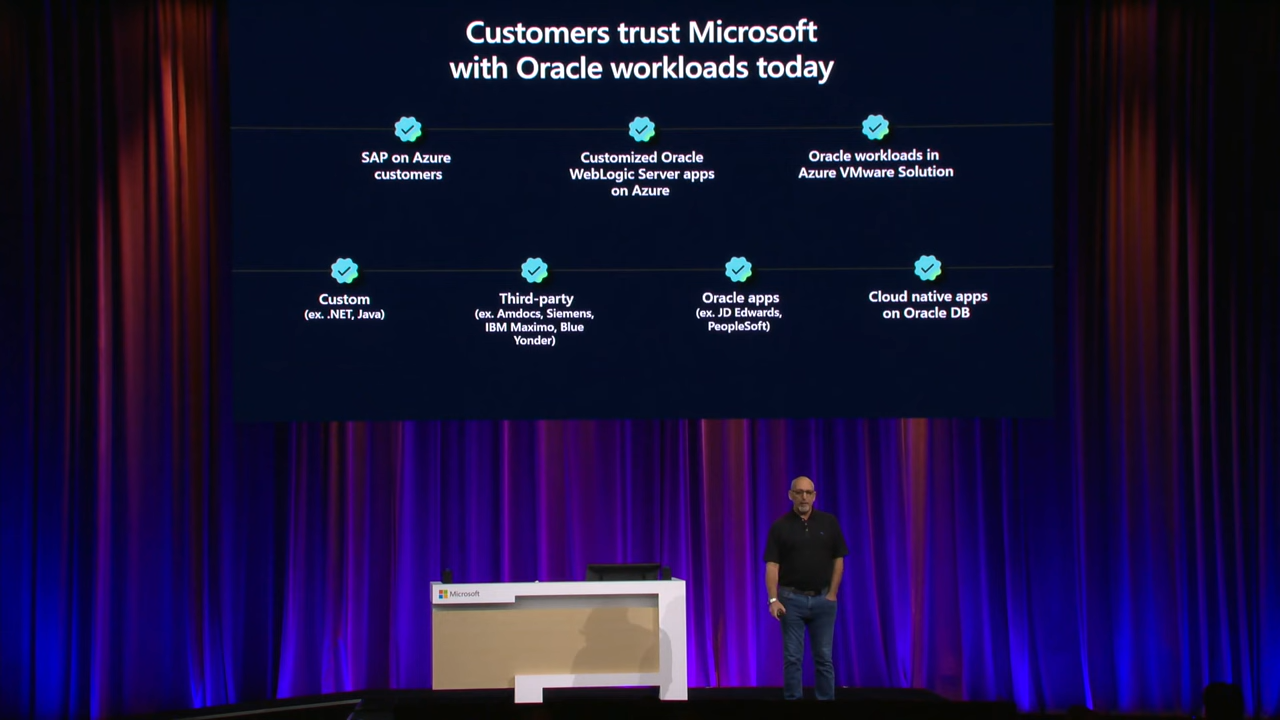 Customers trust Microsoft
with Oracle workloads today
SAP on Azure
customers
Customized Oracle
WebLogic Server apps
on Azure
Oracle workloads in
Azure VMware Solution
Custom
(ex. .NET, Java)
Third-party
(ex. Amdocs, Siemens,
IBM Maximo, Blue
Yonder)
Oracle apps
(ex. JD Edwards,
PeopleSoft)
Cloud native apps
on Oracle DB
Microsoft